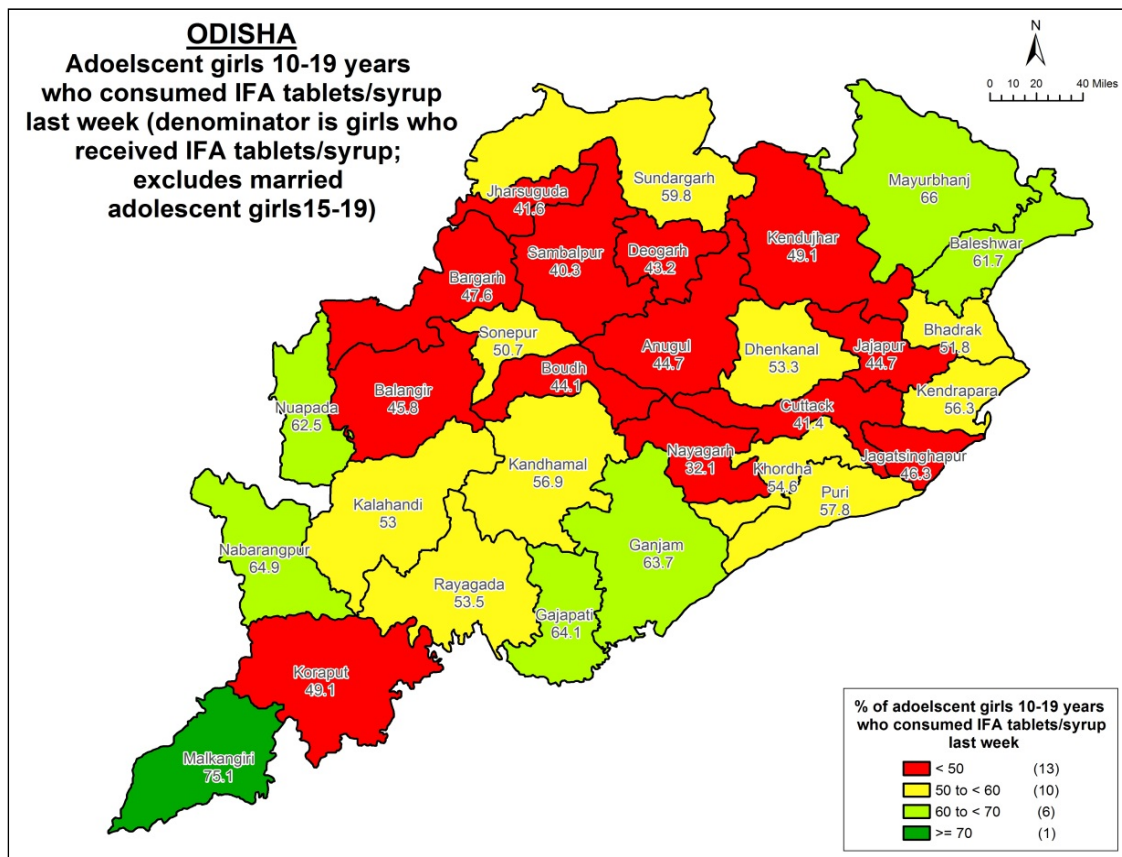 ODISHA
Adoelscent girls 10-19 years
who consumed IFA tablets/syrup
last week (denominator is girls who
received IFA tablets/syrup;
excludes married
adolescent girls15-19)
N
0 10 20 40 Miles
Sundargarh
59.8
Jharsuguda
41.6
Mayurbhanj
66
Kendujhar
49.1
Sambalpur
40.3
Deogarh
43.2
Baleshwar
61.7
Bargarh
47.6
Sonepur
50.7
Bhadrak
51.8
Anugul
44.7
Dhenkanal
53.3
Jajapur
44.7
Boudh
44.1
Balangir
45.8
Kendrapara
56.3
Nuapada
62.5
Cuttack
41.4
Nayagarh
32.1
Jagatsinghapur
46.3
Khordha
54.6
Kandhamal
56.9
Puri
57.8
Kalahandi
53
Ganjam
63.7
Nabarangpur
64.9
Rayagada
53.5
Gajapati
64.1
Koraput
49.1
Malkangiri
75.1
% of adoelscent girls 10-19 years
who consumed IFA tablets/syrup
last week
< 50 (13)
50 to < 60 (10)
60 to < 70 (6)
>= 70 (1)